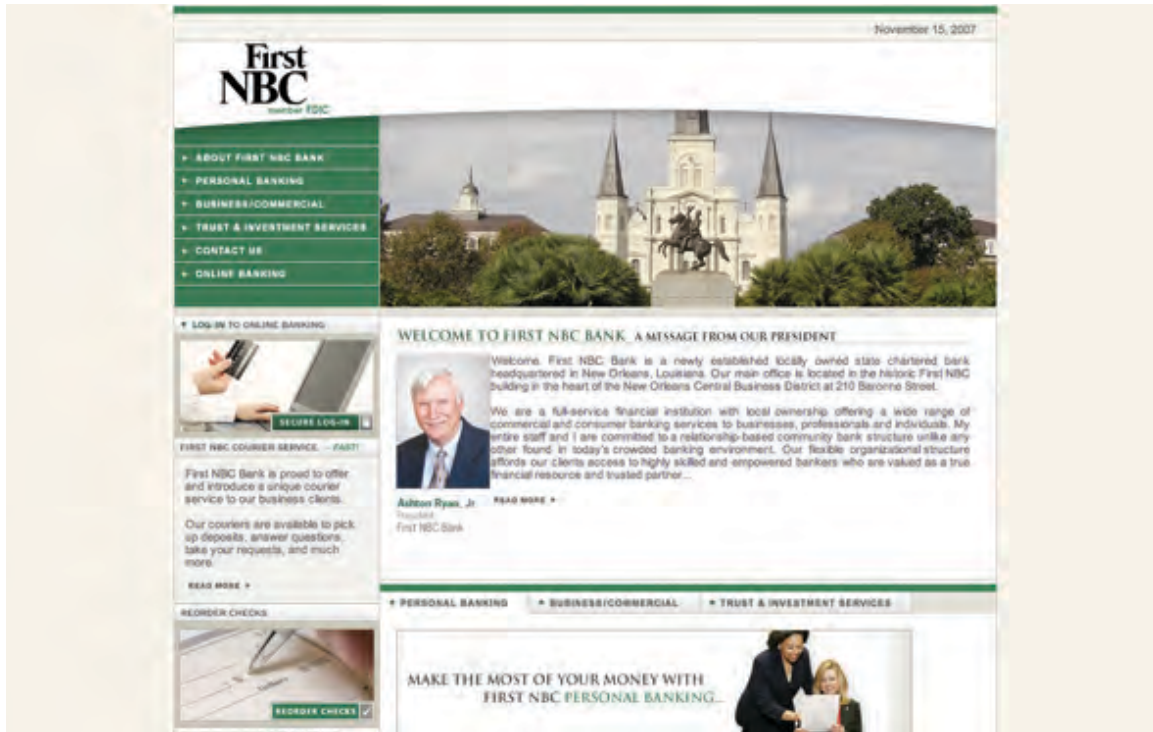 November 15, 2007
First
NBC
member FDIC
ABOUT FIRST NBC BANK
PERSONAL BANKING
BUSINESS/COMMERCIAL
TRUST & INVESTMENT SERVICES
CONTACT US
ONLINE BANKING
LOG-IN TO ONLINE BANKING
SECURE LOG-IN
FIRST NBC COURIER SERVICE. – FAST!
First NBC Bank is proud to offer
and introduce a unique courier
service to our business clients.
Our couriers are available to pick
up deposits, answer questions,
take your requests, and much
more.
READ MORE
REORDER CHECKS
REORDER CHECKS
WELCOME TO FIRST NBC BANK A MESSAGE FROM OUR PRESIDENT
Welcome. First NBC Bank is a newly established locally owned state chartered bank
headquartered in New Orleans, Louisiana. Our main office is located in the historic First NBC
building in the heart of the New Orleans Central Business District at 210 Baronne Street.
We are a full-service financial institution with local ownership offering a wide range of
commercial and consumer banking services to businesses, professionals and individuals. My
entire staff and I are committed to a relationship-based community bank structure unlike any
other found in today's crowded banking environment. Our flexible organizational structure
affords our clients access to highly skilled and empowered bankers who are valued as a true
financial resource and trusted partner...
READ MORE
Ashton Ryan, Jr.
President
First NBC Bank
PERSONAL BANKING
BUSINESS/COMMERCIAL
TRUST & INVESTMENT SERVICES
MAKE THE MOST OF YOUR MONEY WITH
FIRST NBC PERSONAL BANKING...